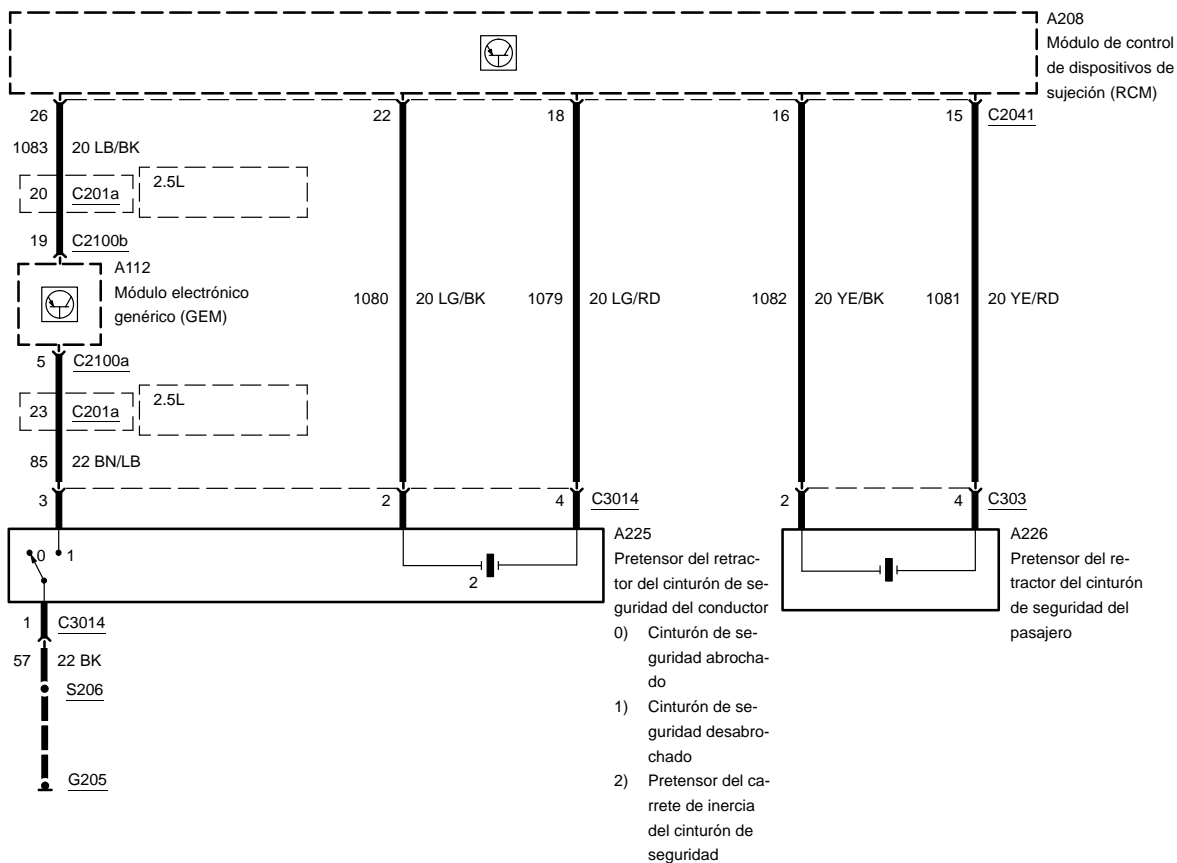 A208
Módulo de control
de dispositivos de
sujeción (RCM)
26
22
18
16
15
C2041
1083
20 LB/BK
2.5L
20
C201a
19
C2100b
A112
Módulo electrónico
genérico (GEM)
1080
20 LG/BK
1079
20 LG/RD
1082
20 YE/BK
1081
20 YE/RD
5
C2100a
2.5L
23
C201a
85
22 BN/LB
3
2
4
C3014
2
4
C303
0
1
2
A225
Pretensor del retrac-
tor del cinturón de se-
guridad del conductor
0) Cinturón de se-
guridad abrocha-
do
1) Cinturón de se-
guridad desabro-
chado
2) Pretensor del ca-
rrete de inercia
del cinturón de
seguridad
A226
Pretensor del re-
tractor del cinturón
de seguridad del
pasajero
1
C3014
57
22 BK
S206
G205